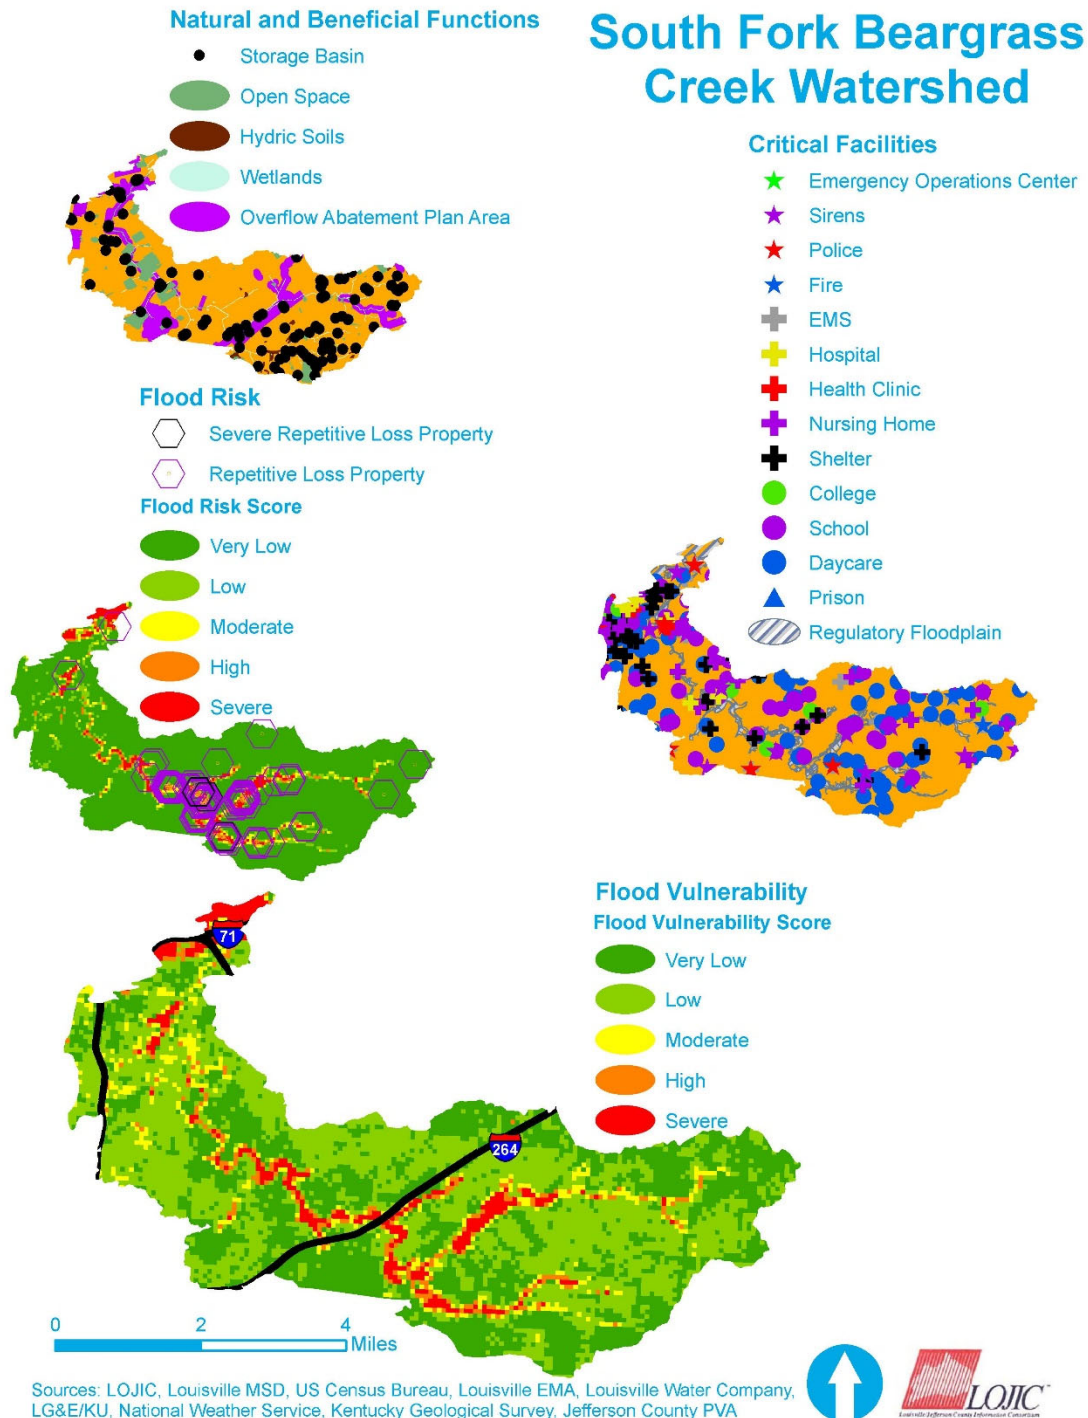 South Fork Beargrass
Creek Watershed
Natural and Beneficial Functions
Storage Basin
Open Space
Hydric Soils
Wetlands
Overflow Abatement Plan Area
Critical Facilities
Emergency Operations Center
Sirens
Police
Fire
EMS
Hospital
Health Clinic
Nursing Home
Shelter
College
School
Daycare
Prison
Regulatory Floodplain
Flood Risk
Severe Repetitive Loss Property
Repetitive Loss Property
Flood Risk Score
Very Low
Low
Moderate
High
Severe
Flood Vulnerability
Flood Vulnerability Score
Very Low
Low
Moderate
High
Severe
71
264
0 2 4
Miles
Sources: LOJIC, Louisville MSD, US Census Bureau, Louisville EMA, Louisville Water Company,
LG&E/KU, National Weather Service, Kentucky Geological Survey, Jefferson County PVA
LOJIC
Louisville/Jefferson County Information Consortium